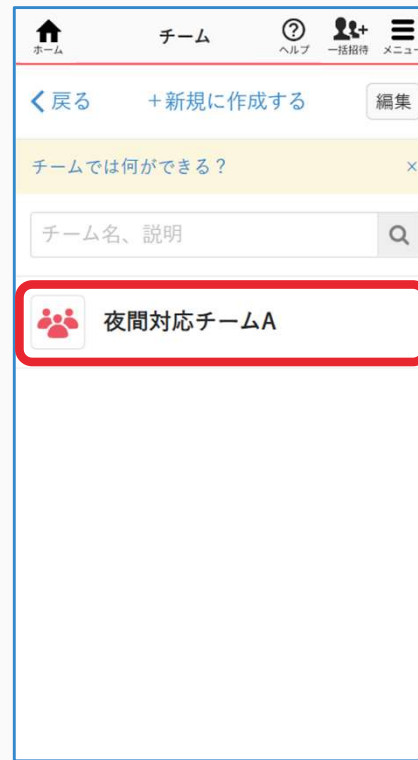 チーム
ホーム ヘルプ 一括招待 メニュー
戻る ＋新規に作成する 編集
チームでは何ができる？ ×
チーム名、説明
夜間対応チームA